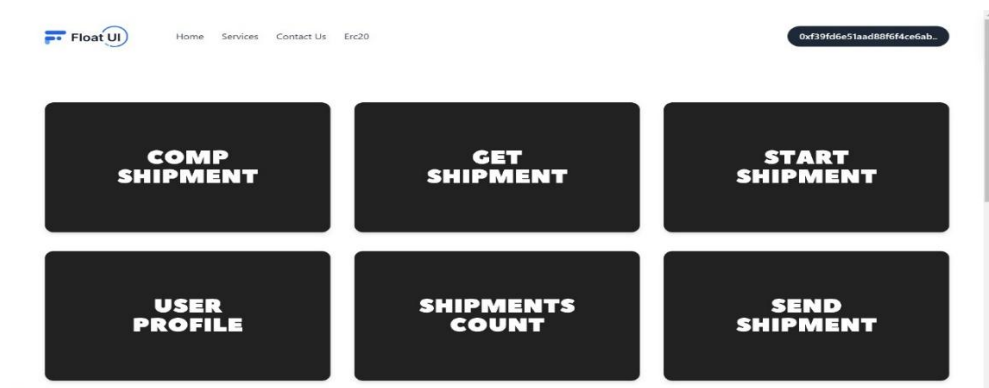 Float UI
Home Services Contact Us Erc20
0xf39fd6e51aad88f6f4ce6ab..
COMP
SHIPMENT
GET
SHIPMENT
START
SHIPMENT
USER
PROFILE
SHIPMENTS
COUNT
SEND
SHIPMENT